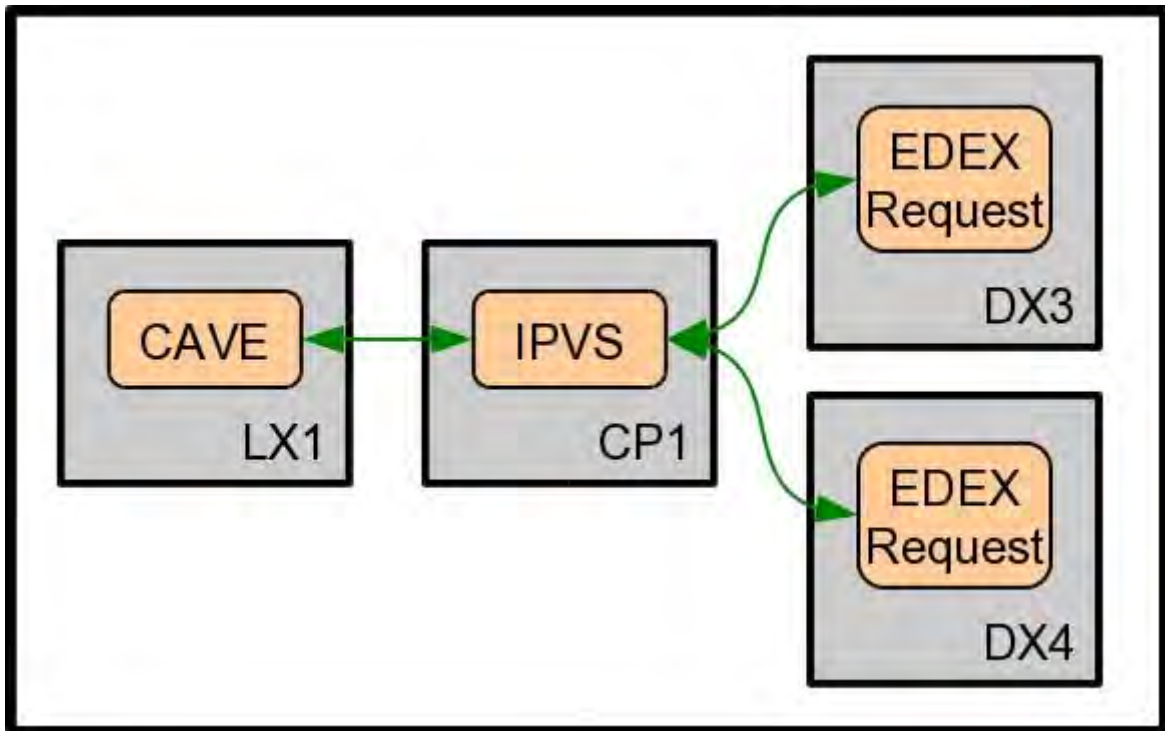 CAVE
LX1
IPVS
CP1
EDEX
Request
DX3
EDEX
Request
DX4